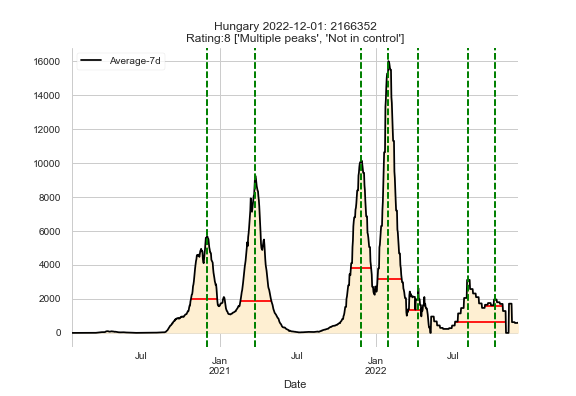 Hungary 2022-12-01: 2166352
Rating:8 ['Multiple peaks', 'Not in control']
Average-7d
16000
14000
12000
10000
8000
6000
4000
2000
0
Jul
Jan
2021
Jul
Jan
2022
Jul
Date